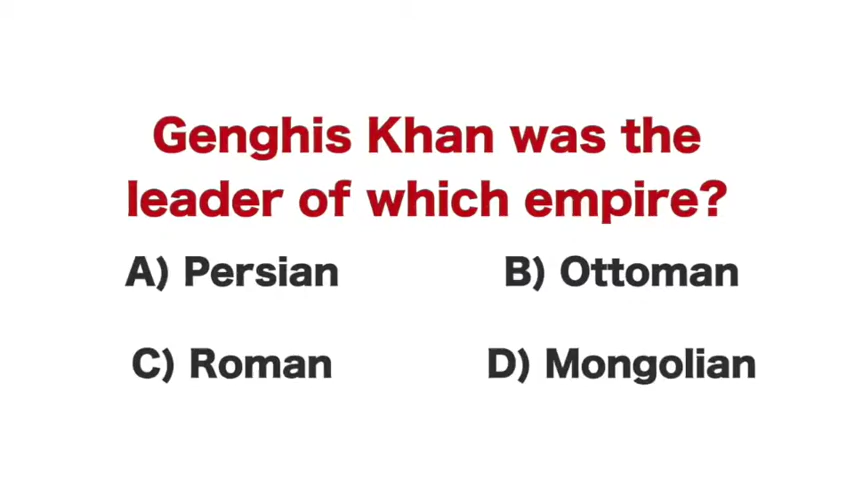 Genghis Khan was the
leader of which empire?
A) Persian B) Ottoman
C) Roman D) Mongolian